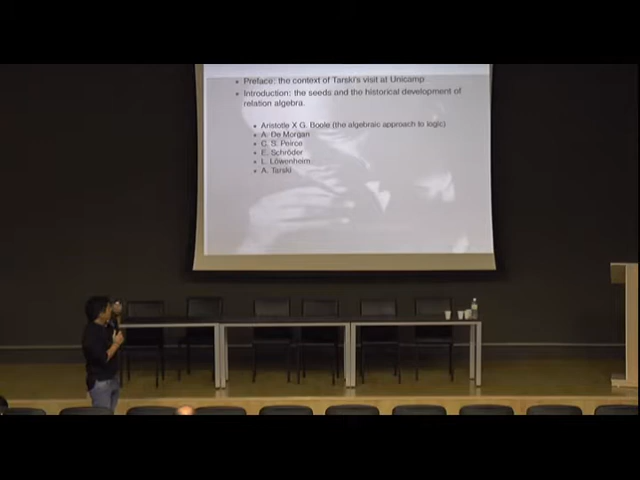 • Preface: the context of Tarski's visit at Unicamp
• Introduction: the seeds and the historical development of
relation algebra.
• Aristotle X G. Boole (the algebraic approach to logic)
• A. De Morgan
• C. S. Peirce
• E. Schröder
• L. Löwenheim
• A. Tarski